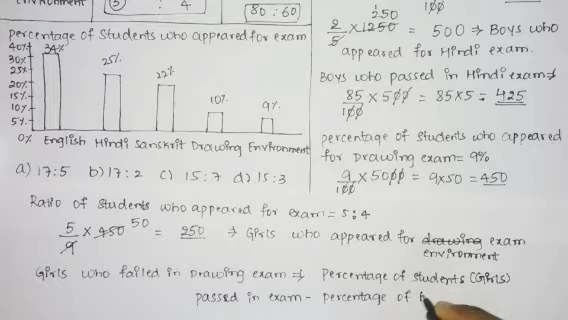 Environment 5 : 4 80 : 60
percentage of students who appeared for exam
40%
30%
25%
20%
15%
10%
5%
0%
34%
25%
22%
10%
9%
English Hindi Sanskrit Drawing Environment
a) 17:5 b) 17:2 c) 15:7 d) 15:3
100
2/5 × 1250 250 = 500 ⇒ Boys who
appeared for Hindi exam.
Boys who passed in Hindi exam ⇒
85/100 × 500 = 85×5 = 425
percentage of students who appeared
for Drawing exam = 9%
9/100 × 5000 = 9×50 = 450
Ratio of students who appeared for exam = 5:4
5/9 × 450 50 = 250 ⇒ Girls who appeared for drawing exam
environment
Girls who failed in Drawing exam ⇒ Percentage of students (Girls)
passed in exam - percentage of